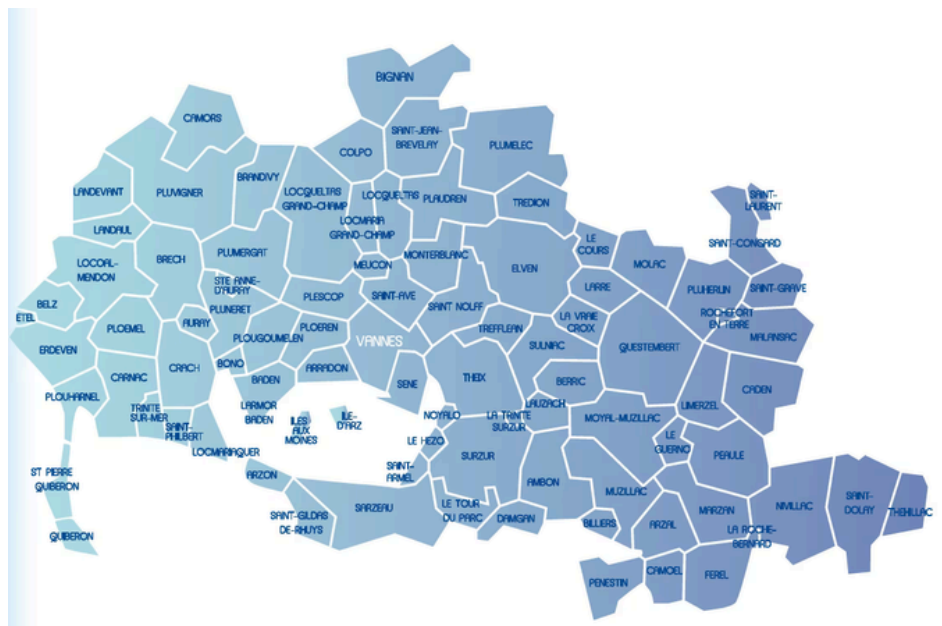 BIGNAN
CAMORS
SAINT-JEAN-
BREVELAY
PLUMELEC
COLPO
LANDEVANT
PLUVIGNER
BRANDIVY
LOCQUELTAS
GRAND-CHAMP
LOCQUELTAS
PLAUDREN
TREDION
SAINT-
LAURENT
LANDAUL
LOCMARIA
GRAND-CHAMP
LE
COURS
SAINT-CONGARD
LOCOAL-
MENDON
BRECH
PLUMERGAT
MEUCON
MONTERBLANC
ELVEN
MOLAC
STE ANNE-
D'AURAY
LARRE
PLUHERLIN
SAINT-GRAVE
BELZ
ETEL
PLUNERET
PLESCOP
SAINT-AVE
SAINT NOLFF
LA VRAIE
CROIX
ROCHEFORT
EN TERRE
PLOEMEL
AURAY
PLOEREN
TREFFLEAN
MALANSAC
ERDEVEN
PLOUGOUMELEN
VANNES
SULNIAC
QUESTEMBERT
CARNAC
CRACH
BONO
BADEN
ARRADON
SENE
THEIX
BERRIC
CADEN
PLOUHARNEL
TRINITE
SUR-MER
LARMOR
BADEN
ILES
AUX
MOINES
ILE-
D'ARZ
NOYALO
LA TRINITE
SURZUR
LAUZACH
MOYAL-MUZILLAC
LIMERZEL
SAINT-
PHILBERT
LE HEZO
LE
GUERNO
LOCMARIAQUER
SURZUR
PEAULE
ST PIERRE
QUIBERON
ARZON
SAINT-
ARMEL
AMBON
MUZILLAC
SARZEAU
LE TOUR
DU PARC
NIVILLAC
SAINT-
DOLAY
THEHILLAC
SAINT-GILDAS
DE-RHUYS
DAMGAN
BILLIERS
ARZAL
MARZAN
QUIBERON
LA ROCHE-
BERNARD
PENESTIN
CAMOEL
FEREL